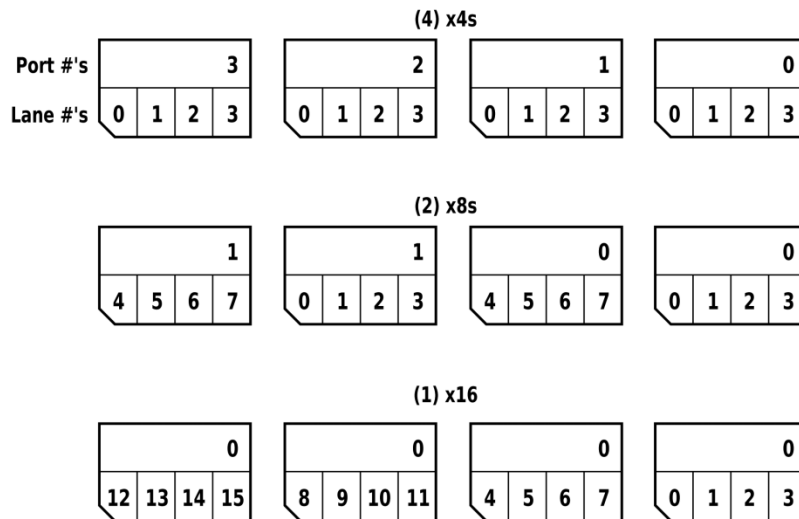 (4) x4s
Port #'s 3 2 1 0
Lane #'s 0 1 2 3 0 1 2 3 0 1 2 3 0 1 2 3
(2) x8s
1 1 0 0
4 5 6 7 0 1 2 3 4 5 6 7 0 1 2 3
(1) x16
0 0 0 0
12 13 14 15 8 9 10 11 4 5 6 7 0 1 2 3